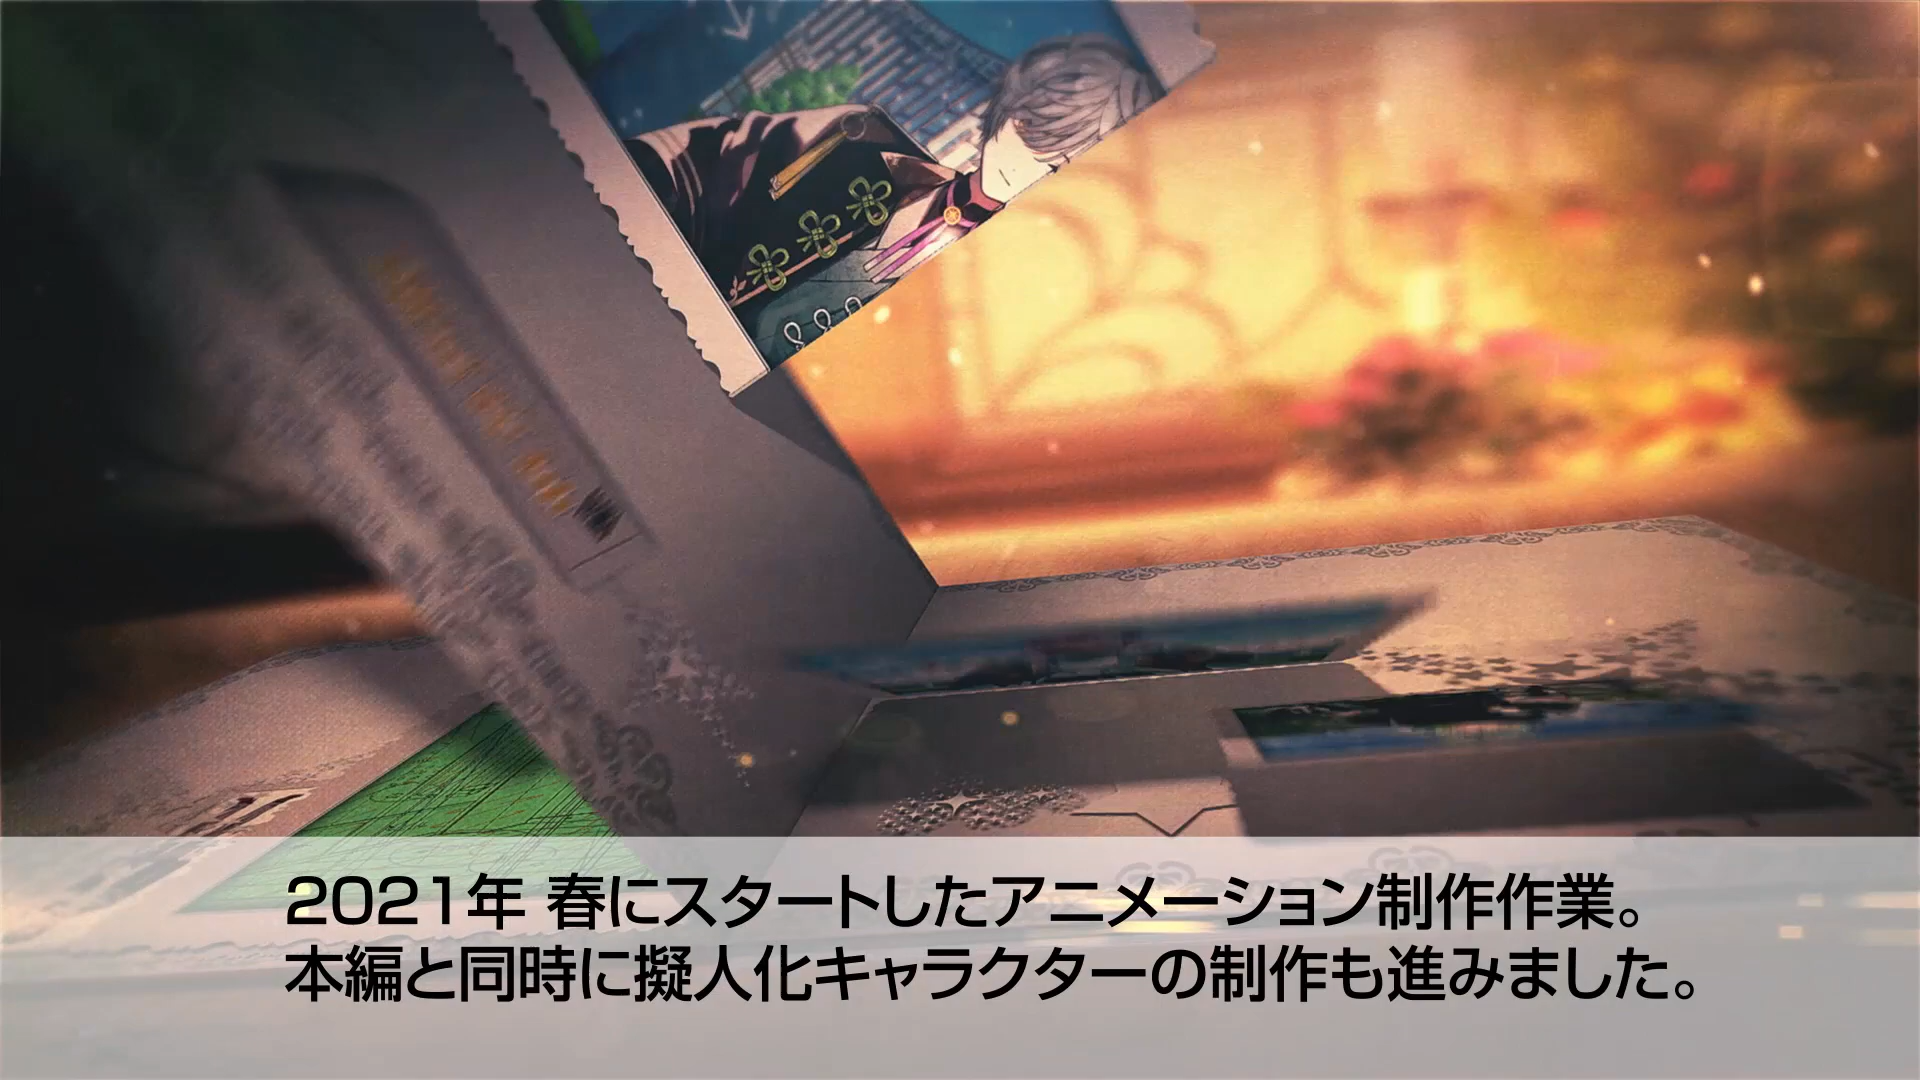 2021年 春にスタートしたアニメーション制作作業。
本編と同時に擬人化キャラクターの制作も進みました。